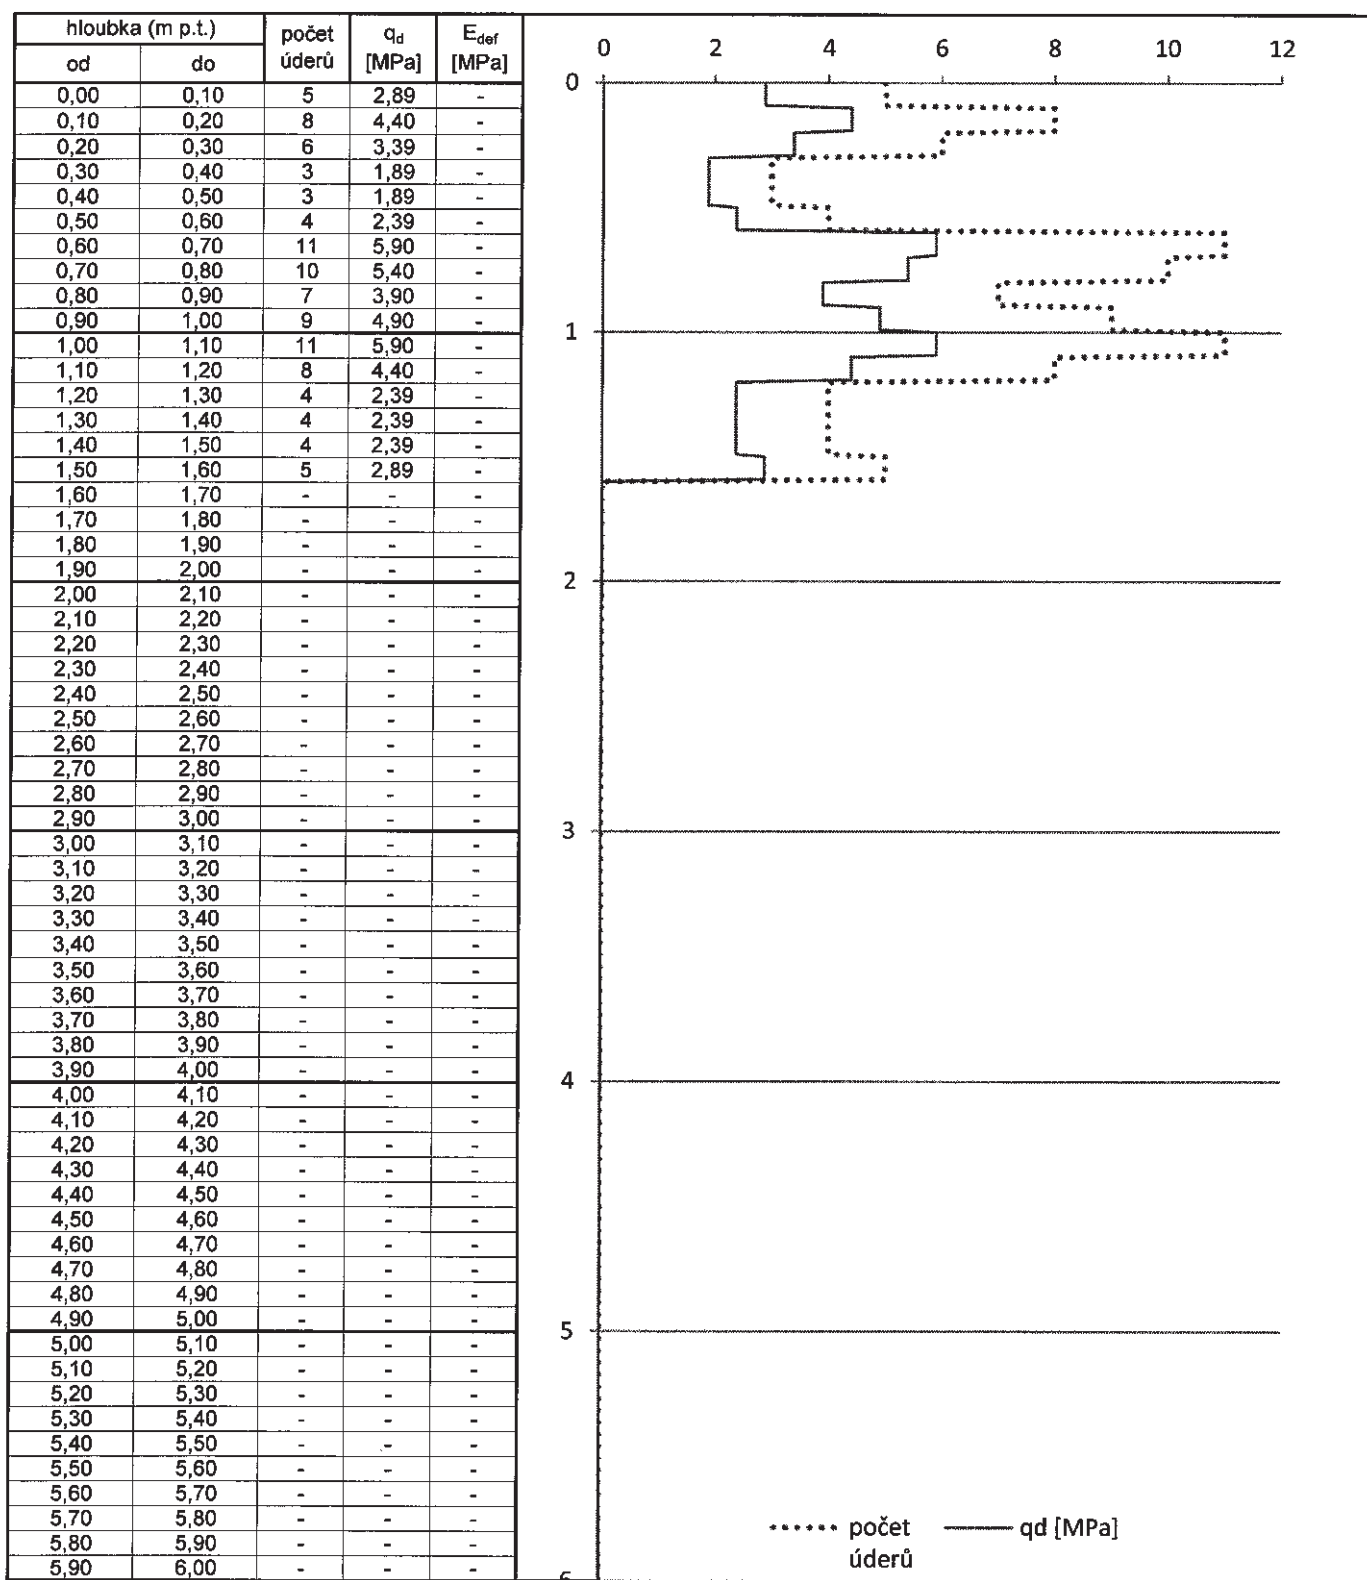 hloubka (m p.t.) počet úderů qd [MPa] Edef [MPa]
od do
0,00 0,10 5 2,89 -
0,10 0,20 8 4,40 -
0,20 0,30 6 3,39 -
0,30 0,40 3 1,89 -
0,40 0,50 3 1,89 -
0,50 0,60 4 2,39 -
0,60 0,70 11 5,90 -
0,70 0,80 10 5,40 -
0,80 0,90 7 3,90 -
0,90 1,00 9 4,90 -
1,00 1,10 11 5,90 -
1,10 1,20 8 4,40 -
1,20 1,30 4 2,39 -
1,30 1,40 4 2,39 -
1,40 1,50 4 2,39 -
1,50 1,60 5 2,89 -
1,60 1,70 - - -
1,70 1,80 - - -
1,80 1,90 - - -
1,90 2,00 - - -
2,00 2,10 - - -
2,10 2,20 - - -
2,20 2,30 - - -
2,30 2,40 - - -
2,40 2,50 - - -
2,50 2,60 - - -
2,60 2,70 - - -
2,70 2,80 - - -
2,80 2,90 - - -
2,90 3,00 - - -
3,00 3,10 - - -
3,10 3,20 - - -
3,20 3,30 - - -
3,30 3,40 - - -
3,40 3,50 - - -
3,50 3,60 - - -
3,60 3,70 - - -
3,70 3,80 - - -
3,80 3,90 - - -
3,90 4,00 - - -
4,00 4,10 - - -
4,10 4,20 - - -
4,20 4,30 - - -
4,30 4,40 - - -
4,40 4,50 - - -
4,50 4,60 - - -
4,60 4,70 - - -
4,70 4,80 - - -
4,80 4,90 - - -
4,90 5,00 - - -
5,00 5,10 - - -
5,10 5,20 - - -
5,20 5,30 - - -
5,30 5,40 - - -
5,40 5,50 - - -
5,50 5,60 - - -
5,60 5,70 - - -
5,70 5,80 - - -
5,80 5,90 - - -
5,90 6,00 - - -
0 2 4 6 8 10 12
0
1
2
3
4
5
6
počet
úderů
qd [MPa]